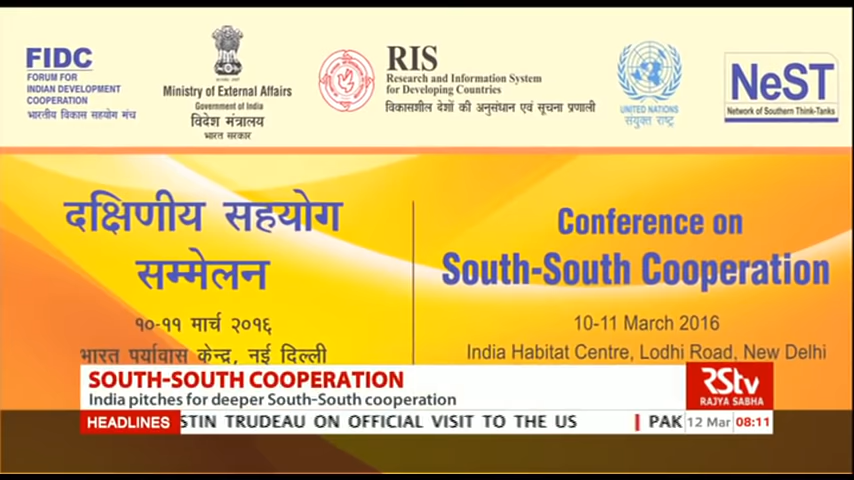 FIDC
FORUM FOR
INDIAN DEVELOPMENT
COOPERATION
भारतीय विकास सहयोग मंच
Ministry of External Affairs
Government of India
विदेश मंत्रालय
भारत सरकार
RIS
Research and Information System
for Developing Countries
विकासशील देशों की अनुसंधान एवं सूचना प्रणाली
UNITED NATIONS
संयुक्त राष्ट्र
NeST
Network of Southern Think-Tanks
दक्षिणीय सहयोग
सम्मेलन
१०-११ मार्च २०१६
भारत पर्यावास केन्द्र, नई दिल्ली
Conference on
South-South Cooperation
10-11 March 2016
India Habitat Centre, Lodhi Road, New Delhi
SOUTH-SOUTH COOPERATION
India pitches for deeper South-South cooperation
RSTV
RAJYA SABHA
HEADLINES STIN TRUDEAU ON OFFICIAL VISIT TO THE US | PAK 12 Mar 08:11